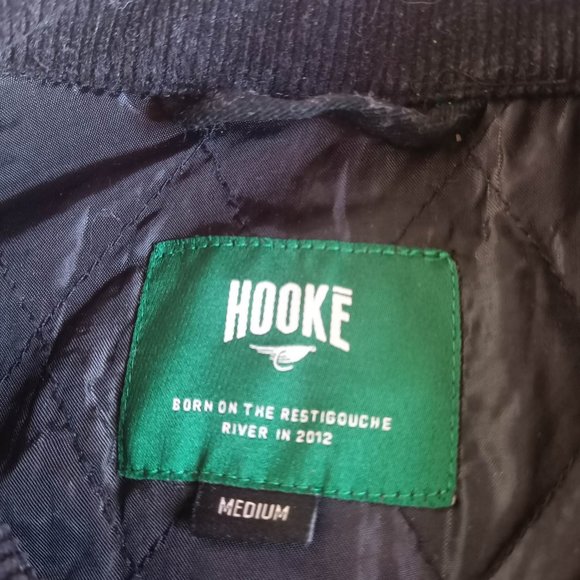 HOOKĒ
BORN ON THE RESTIGOUCHE
RIVER IN 2012
MEDIUM